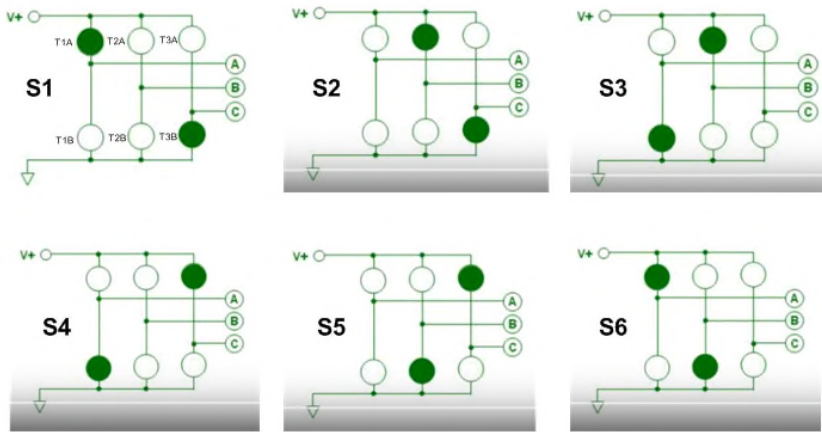 V+
T1A T2A T3A
A
S1 B
C
T1B T2B T3B
V+
A
S2 B
C
V+
A
S3 B
C
V+
A
S4 B
C
V+
A
S5 B
C
V+
A
S6 B
C